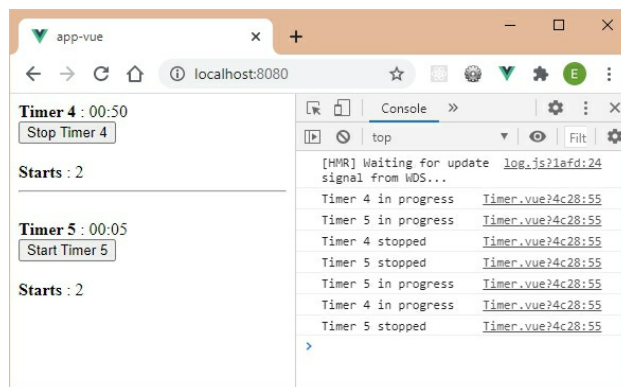 app-vue
localhost:8080
E
Timer 4 : 00:50
Stop Timer 4
Starts : 2
Timer 5 : 00:05
Start Timer 5
Starts : 2
Console
top
Filt
[HMR] Waiting for update log.js?1afd:24
signal from WDS...
Timer 4 in progress Timer.vue?4c28:55
Timer 5 in progress Timer.vue?4c28:55
Timer 4 stopped Timer.vue?4c28:55
Timer 5 stopped Timer.vue?4c28:55
Timer 5 in progress Timer.vue?4c28:55
Timer 4 in progress Timer.vue?4c28:55
Timer 5 stopped Timer.vue?4c28:55